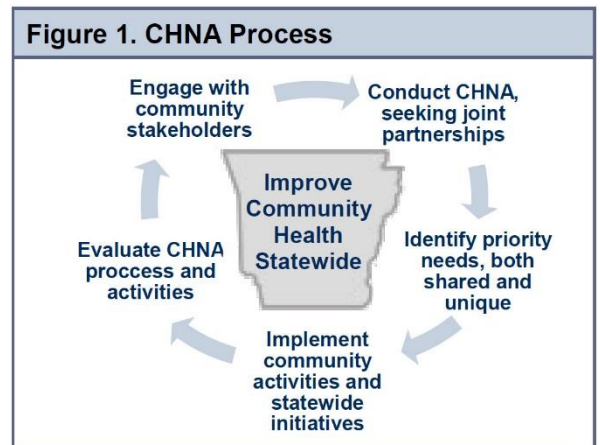 Figure 1. CHNA Process
Engage with
community
stakeholders
Conduct CHNA,
seeking joint
partnerships
Improve
Community
Health
Statewide
Identify priority
needs, both
shared and
unique
Evaluate CHNA
proccess and
activities
Implement
community
activities and
statewide
initiatives